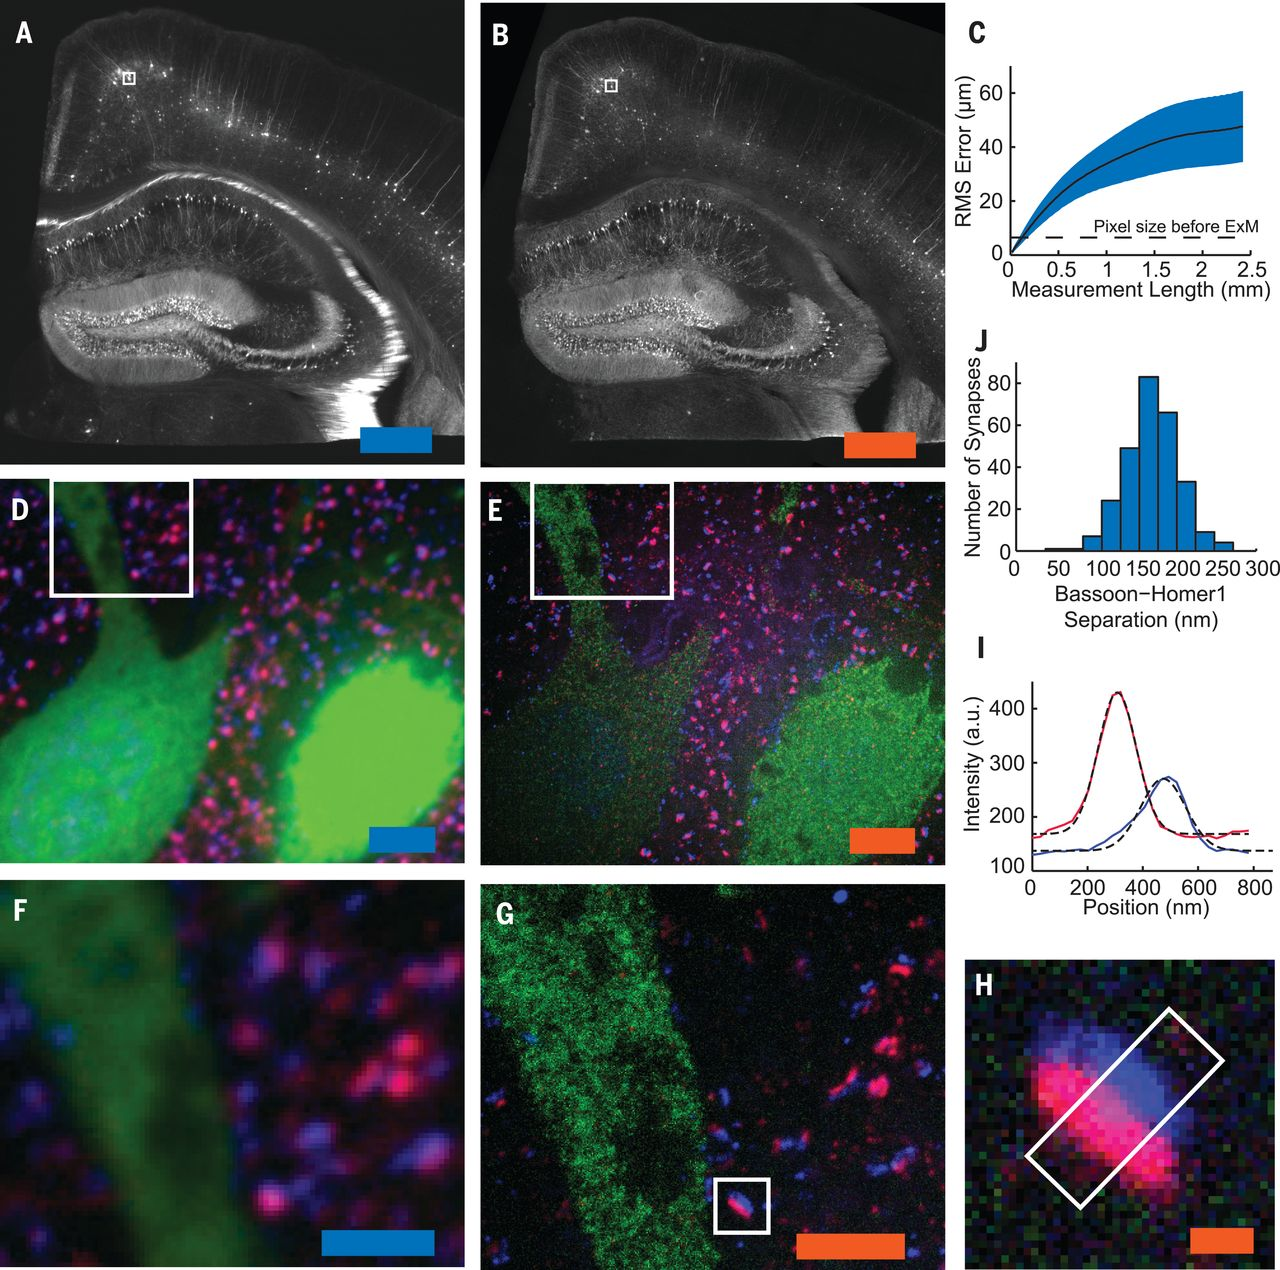 A
B
C
60
40
20
0
RMS Error (µm)
Pixel size before ExM
0
0.5
1
1.5
2
2.5
Measurement Length (mm)
J
80
60
40
20
0
Number of Synapses
0
50
100
150
200
250
300
Bassoon−Homer1
Separation (nm)
D
E
I
400
300
200
100
Intensity (a.u.)
0
200
400
600
800
Position (nm)
F
G
H